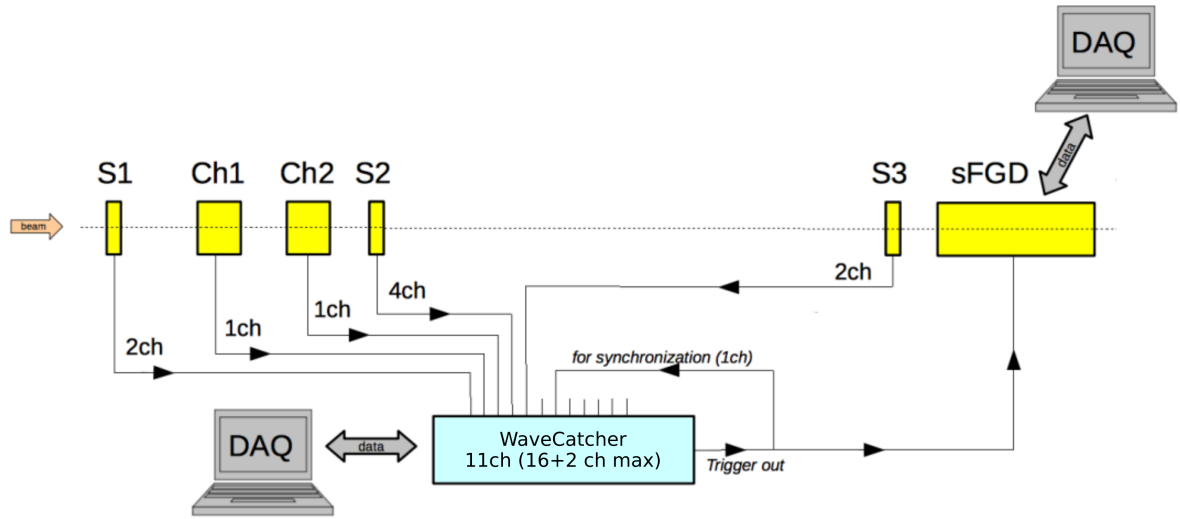 DAQ
data
S1
Ch1
Ch2
S2
S3
sFGD
beam
2ch
4ch
1ch
1ch
2ch
for synchronization (1ch)
DAQ
data
WaveCatcher
11ch (16+2 ch max)
Trigger out